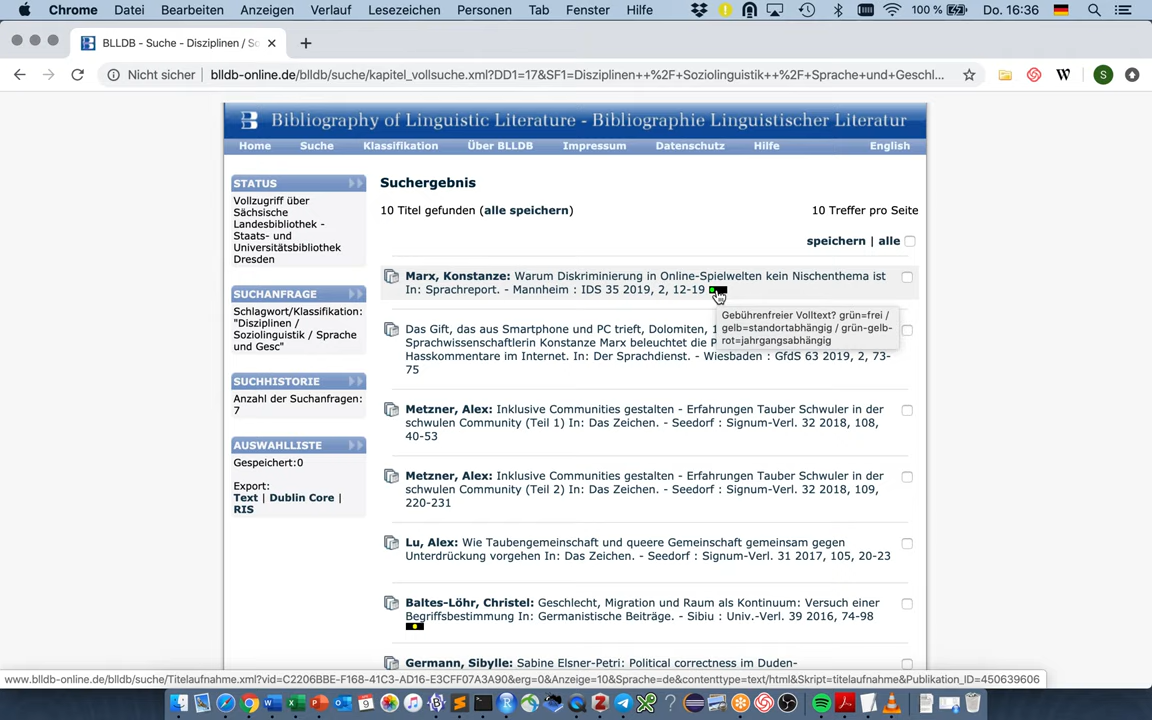 Chrome Datei Bearbeiten Anzeigen Verlauf Lesezeichen Personen Tab Fenster Hilfe 100 % Do. 16:36
BLLDB - Suche - Disziplinen / So
Nicht sicher blldb-online.de/blldb/suche/kapitel_vollsuche.xml?DD1=17&SF1=Disziplinen++%2F+Soziolinguistik++%2F+Sprache+und+Geschl... W S
B Bibliography of Linguistic Literature - Bibliographie Linguistischer Literatur
Home Suche Klassifikation Über BLLDB Impressum Datenschutz Hilfe English
STATUS
Vollzugriff über
Sächsische
Landesbibliothek -
Staats- und
Universitätsbibliothek
Dresden
SUCHANFRAGE
Schlagwort/Klassifikation:
"Disziplinen /
Soziolinguistik / Sprache
und Gesc"
SUCHHISTORIE
Anzahl der Suchanfragen:
7
AUSWAHLLISTE
Gespeichert:0
Export:
Text | Dublin Core |
RIS
Suchergebnis
10 Titel gefunden (alle speichern) 10 Treffer pro Seite
speichern | alle
Marx, Konstanze: Warum Diskriminierung in Online-Spielwelten kein Nischenthema ist
In: Sprachreport. - Mannheim : IDS 35 2019, 2, 12-19
Gebührenfreier Volltext? grün=frei /
gelb=standortabhängig / grün-gelb-
rot=jahrgangsabhängig
Das Gift, das aus Smartphone und PC trieft, Dolomiten, 1
Sprachwissenschaftlerin Konstanze Marx beleuchtet die P
Hasskommentare im Internet. In: Der Sprachdienst. - Wiesbaden : GfdS 63 2019, 2, 73-
75
Metzner, Alex: Inklusive Communities gestalten - Erfahrungen Tauber Schwuler in der
schwulen Community (Teil 1) In: Das Zeichen. - Seedorf : Signum-Verl. 32 2018, 108,
40-53
Metzner, Alex: Inklusive Communities gestalten - Erfahrungen Tauber Schwuler in der
schwulen Community (Teil 2) In: Das Zeichen. - Seedorf : Signum-Verl. 32 2018, 109,
220-231
Lu, Alex: Wie Taubengemeinschaft und queere Gemeinschaft gemeinsam gegen
Unterdrückung vorgehen In: Das Zeichen. - Seedorf : Signum-Verl. 31 2017, 105, 20-23
Baltes-Löhr, Christel: Geschlecht, Migration und Raum als Kontinuum: Versuch einer
Begriffsbestimmung In: Germanistische Beiträge. - Sibiu : Univ.-Verl. 39 2016, 74-98
Germann, Sibylle: Sabine Elsner-Petri: Political correctness im Duden-
www.blldb-online.de/blldb/suche/Titelaufnahme.xml?vid=C2206BBE-F168-41C3-AD16-E3CFF07A3A90&erg=0&Anzeige=10&Sprache=de&contenttype=text/html&Skript=titelaufnahme&Publikation_ID=450639606